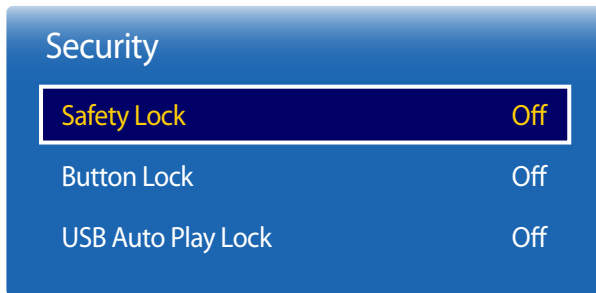 Security
Safety Lock Off
Button Lock Off
USB Auto Play Lock Off